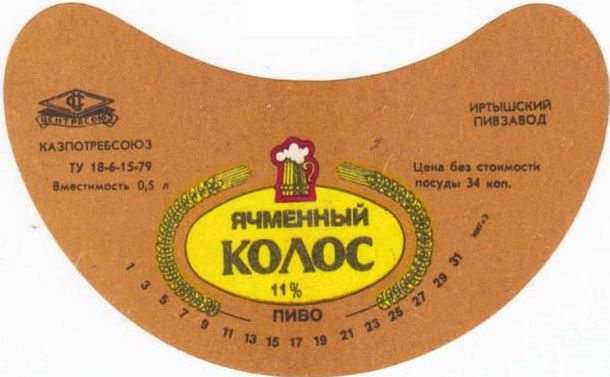 ЦЕНТРОСОЮЗ
КАЗПОТРЕБСОЮЗ
ТУ 18-6-15-79
Вместимость 0,5 л
ИРТЫШСКИЙ
ПИВЗАВОД
Цена без стоимости
посуды 34 коп.
ЯЧМЕННЫЙ
КОЛОС
11%
ПИВО
1 3 5 7 9 11 13 15 17 19 21 23 25 27 29 31